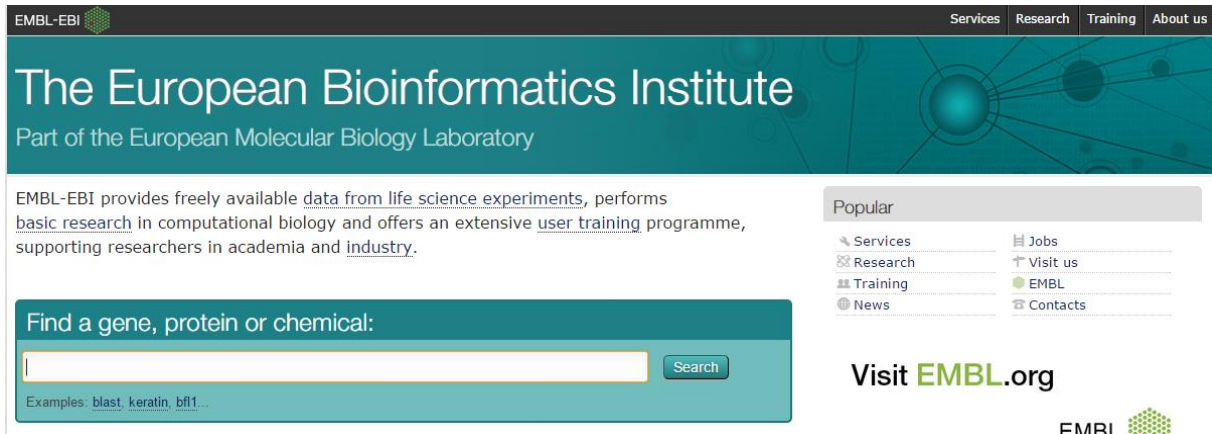 EMBL-EBI
Services Research Training About us
The European Bioinformatics Institute
Part of the European Molecular Biology Laboratory
EMBL-EBI provides freely available data from life science experiments, performs
basic research in computational biology and offers an extensive user training programme,
supporting researchers in academia and industry.
Find a gene, protein or chemical:
Search
Examples: blast, keratin, bfl1...
Popular
Services
Research
Training
News
Jobs
Visit us
EMBL
Contacts
Visit EMBL.org
EMBL